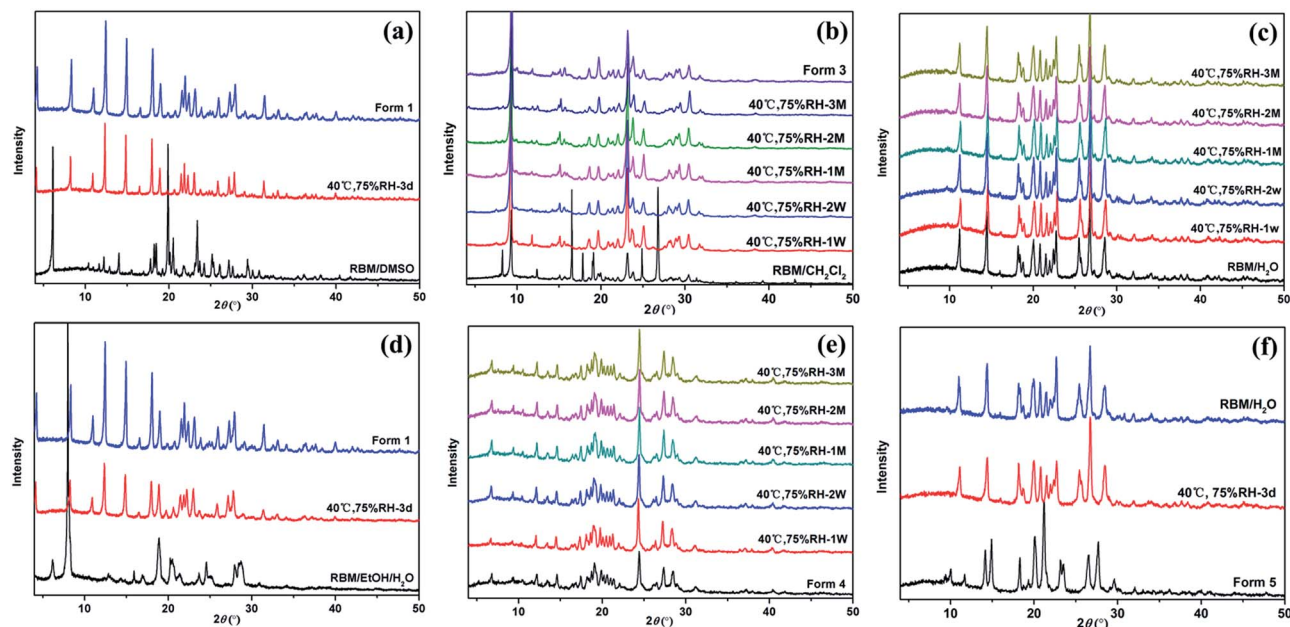 (a)
Intensity
Form 1
40℃,75%RH-3d
RBM/DMSO
10 20 30 40 50
2θ(°)
(b)
Intensity
Form 3
40℃,75%RH-3M
40℃,75%RH-2M
40℃,75%RH-1M
40℃,75%RH-2W
40℃,75%RH-1W
RBM/CH₂Cl₂
10 20 30 40 50
2θ(°)
(c)
Intensity
40℃,75%RH-3M
40℃,75%RH-2M
40℃,75%RH-1M
40℃,75%RH-2w
40℃,75%RH-1w
RBM/H₂O
10 20 30 40 50
2θ(°)
(d)
Intensity
Form 1
40℃,75%RH-3d
RBM/EtOH/H₂O
10 20 30 40 50
2θ(°)
(e)
Intensity
40℃,75%RH-3M
40℃,75%RH-2M
40℃,75%RH-1M
40℃,75%RH-2W
40℃,75%RH-1W
Form 4
10 20 30 40 50
2θ(°)
(f)
Intensity
RBM/H₂O
40℃, 75%RH-3d
Form 5
10 20 30 40 50
2θ(°)